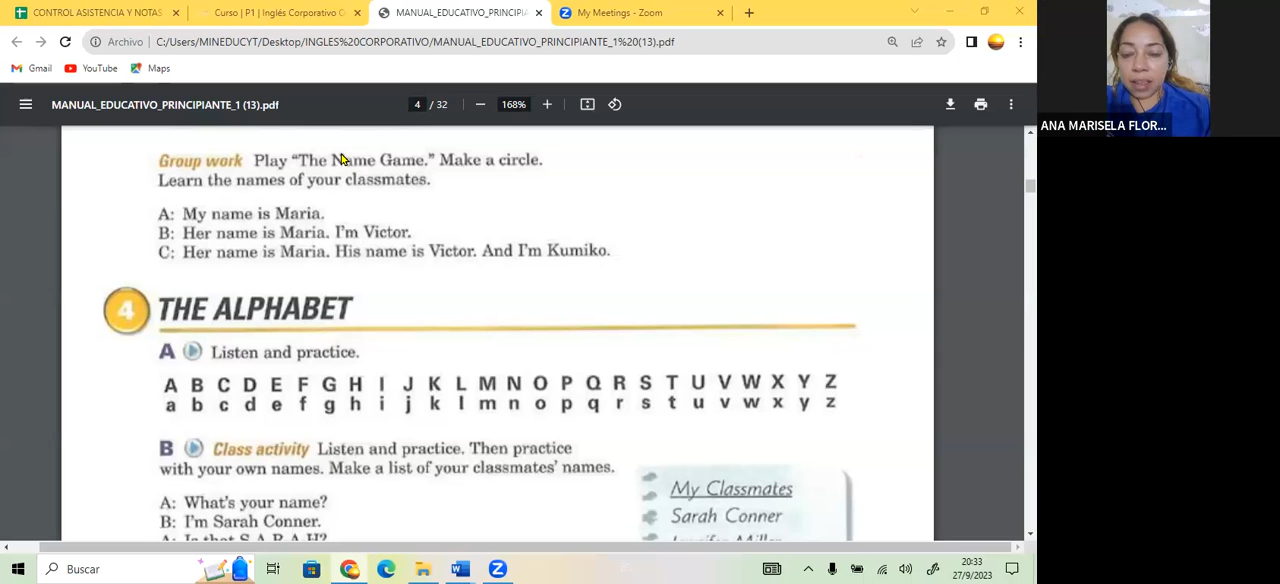 CONTROL ASISTENCIA Y NOTAS
Curso | P1 | Inglés Corporativo C
MANUAL_EDUCATIVO_PRINCIPIA
My Meetings - Zoom
Archivo
C:/Users/MINEDUCYT/Desktop/INGLES%20CORPORATIVO/MANUAL_EDUCATIVO_PRINCIPIANTE_1%20(13).pdf
Gmail
YouTube
Maps
MANUAL_EDUCATIVO_PRINCIPIANTE_1 (13).pdf
4 / 32
168%
ANA MARISELA FLOR...
Group work Play “The Name Game.” Make a circle.
Learn the names of your classmates.
A: My name is Maria.
B: Her name is Maria. I'm Victor.
C: Her name is Maria. His name is Victor. And I'm Kumiko.
4 THE ALPHABET
A Listen and practice.
A B C D E F G H I J K L M N O P Q R S T U V W X Y Z
a b c d e f g h i j k l m n o p q r s t u v w x y z
B Class activity Listen and practice. Then practice
with your own names. Make a list of your classmates' names.
A: What's your name?
B: I'm Sarah Conner.
A: Is that S-A-R-A-H?
My Classmates
Sarah Conner
Jennifer Miller
Buscar
20:33
27/9/2023